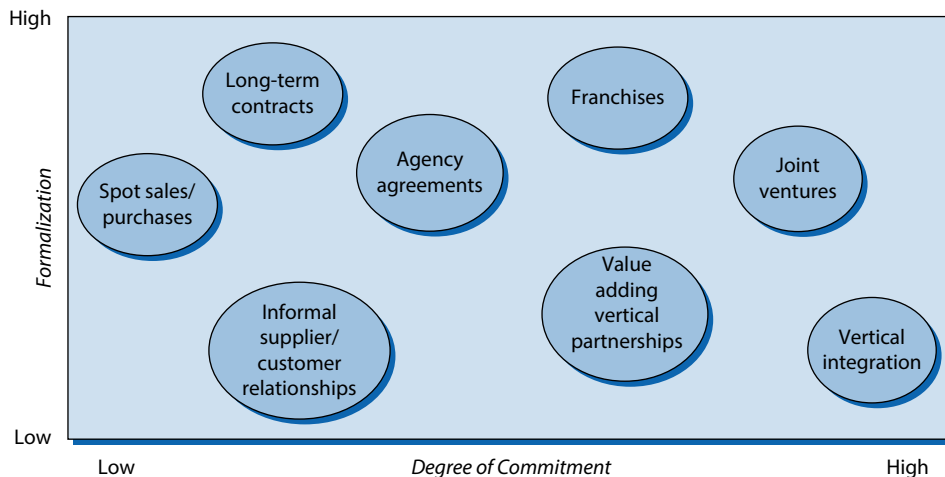 High
Long-term
contracts
Franchises
Agency
agreements
Joint
ventures
Spot sales/
purchases
Formalization
Value
adding
vertical
partnerships
Informal
supplier/
customer
relationships
Vertical
integration
Low
Low
Degree of Commitment
High